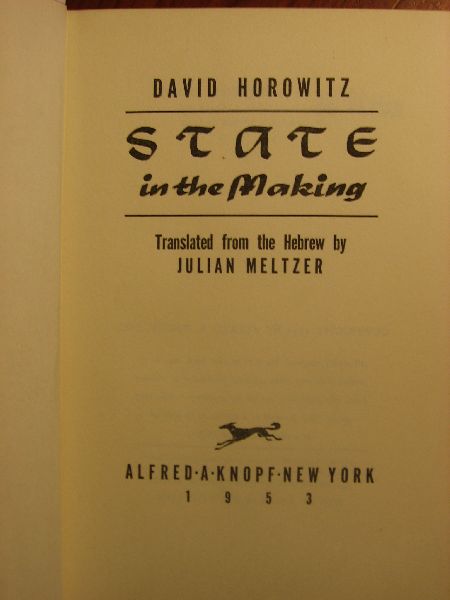 DAVID HOROWITZ
STATE
in the Making
Translated from the Hebrew by
JULIAN MELTZER
ALFRED·A·KNOPF·NEW YORK
1953